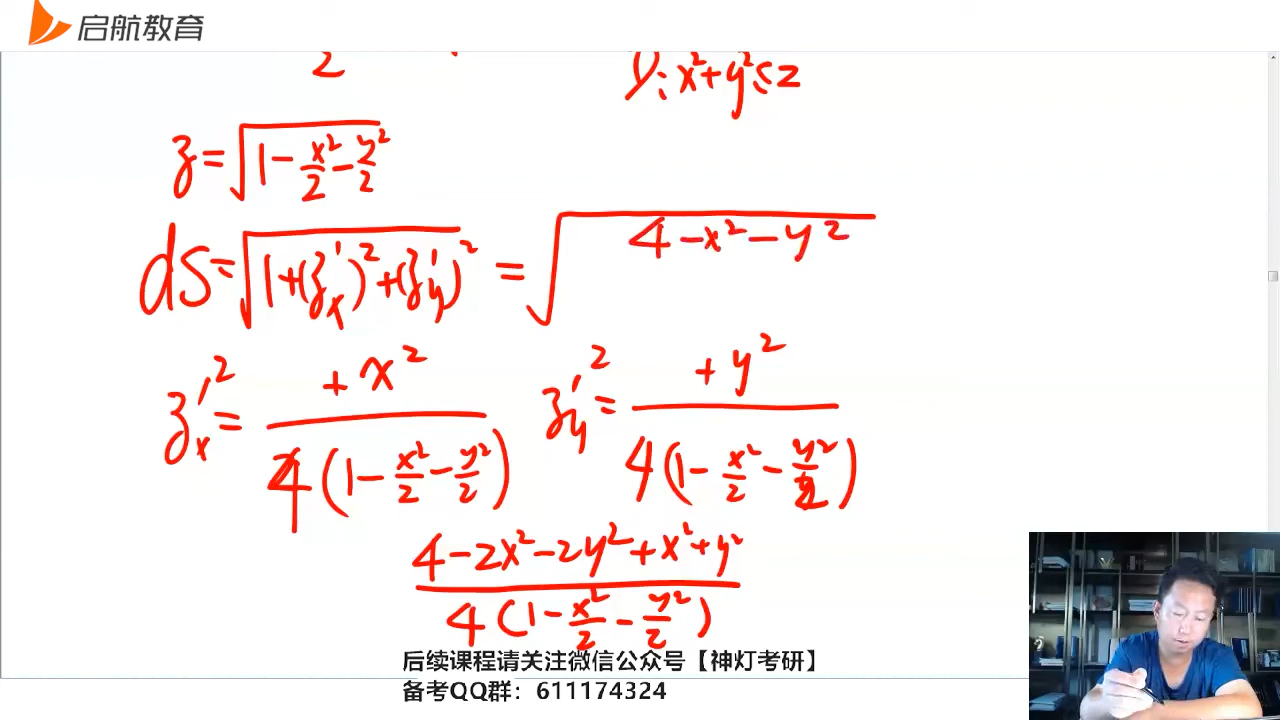 启航教育
2
D: x²+y²≤2
z=√(1-x²/2-y²/2)
dS=√(1+(z'x)²+(z'y)²)=√(4-x²-y²
z'x²=+x²/4(1-x²/2-y²/2) z'y²=+y²/4(1-x²/2-y²/2)
4-2x²-2y²+x²+y²/4(1-x²/2-y²/2)
后续课程请关注微信公众号【神灯考研】
备考QQ群：611174324